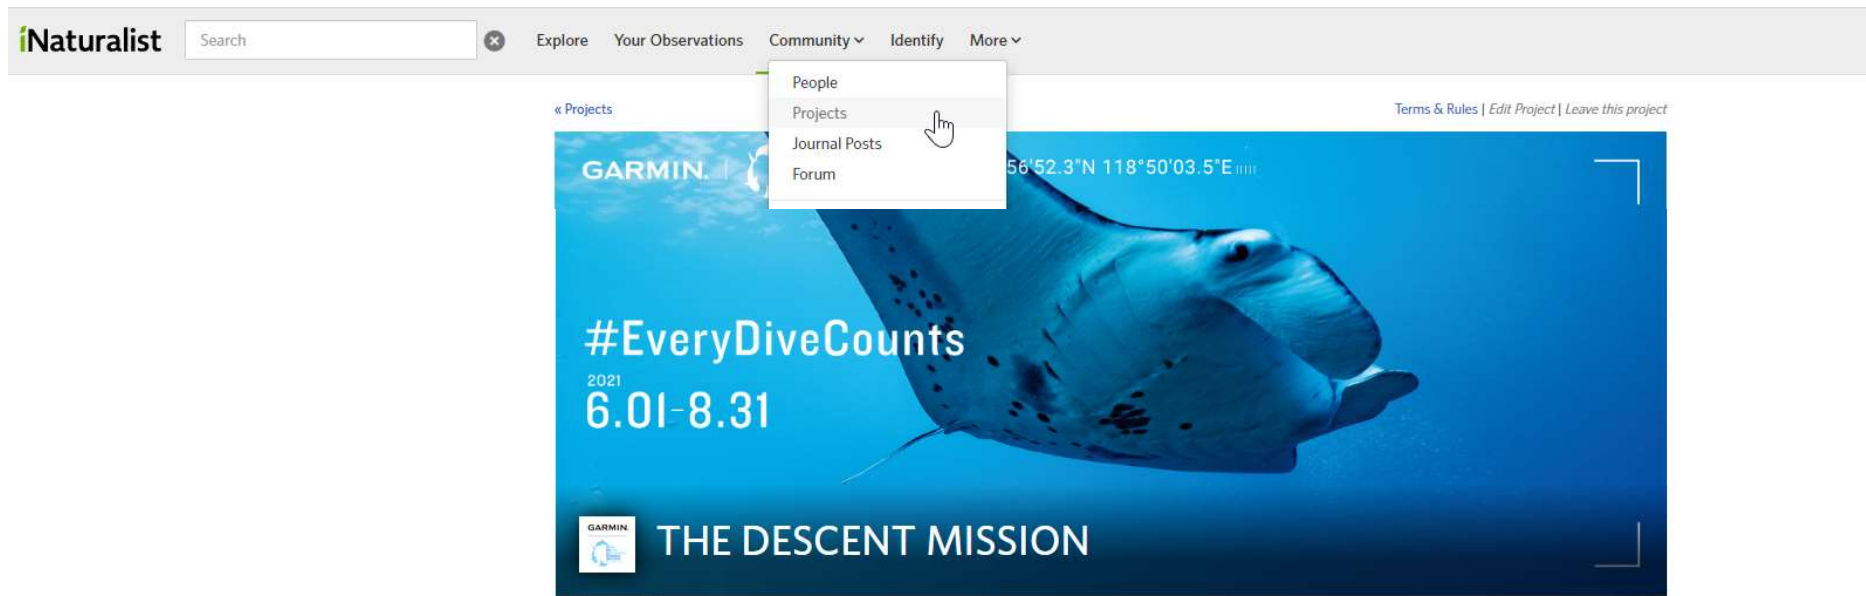 iNaturalist Search Explore Your Observations Community Identify More
People
« Projects Projects Terms & Rules | Edit Project | Leave this project
Journal Posts
GARMIN. 56'52.3"N 118°50'03.5"E
Forum
#EveryDiveCounts
2021
6.01-8.31
GARMIN.
THE DESCENT MISSION